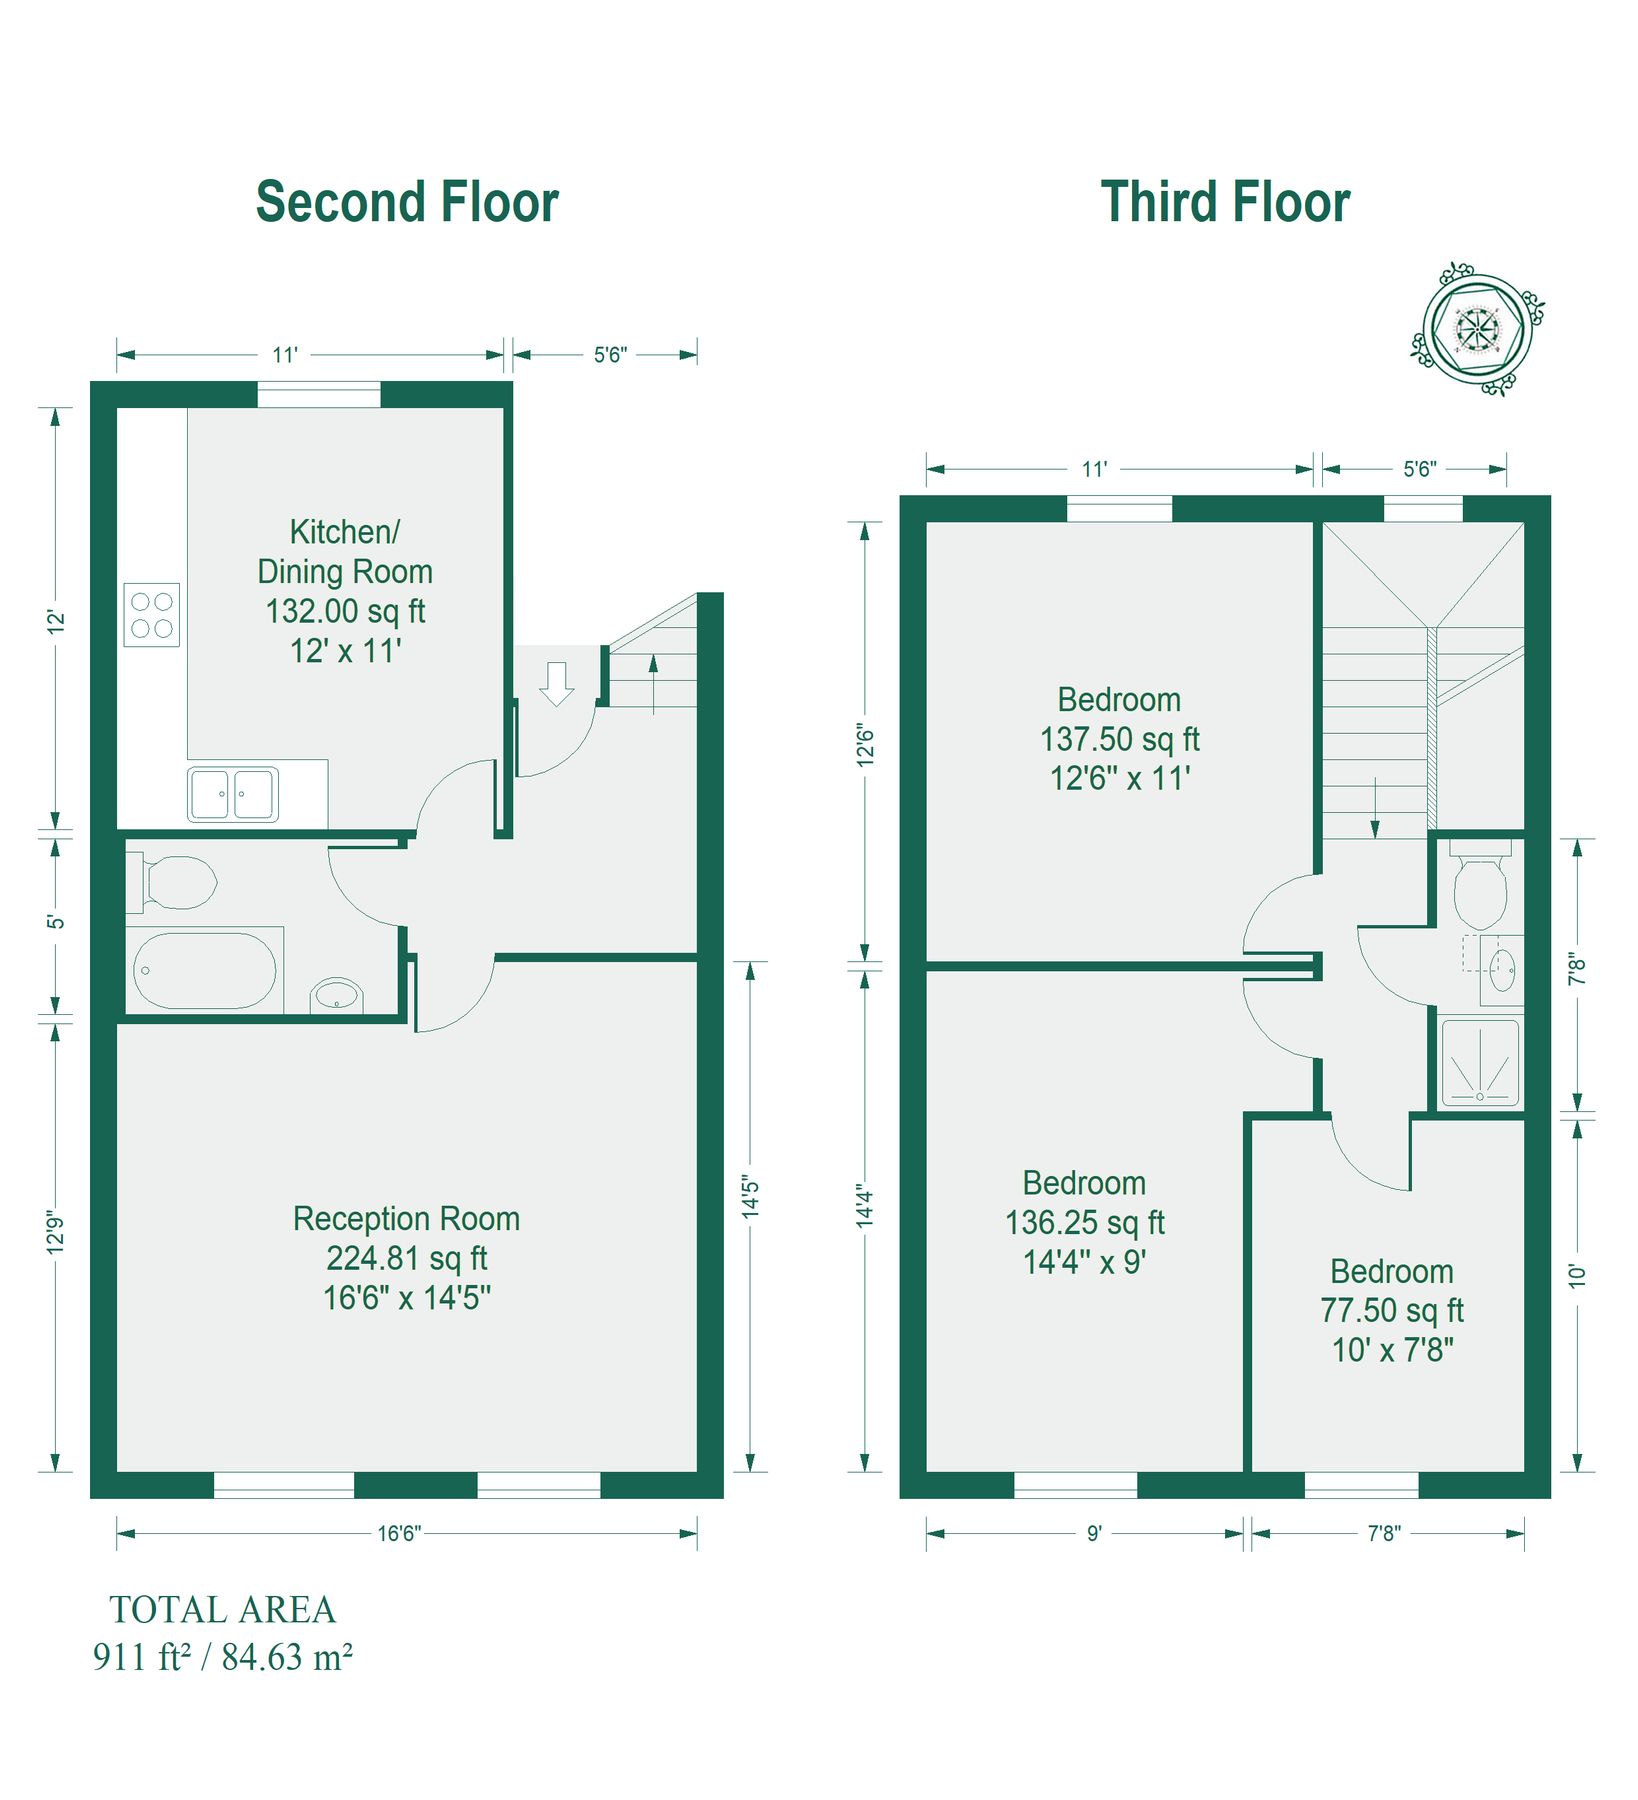 Second Floor
Third Floor
11'
5'6"
12'
Kitchen/
Dining Room
132.00 sq ft
12' x 11'
5'
12'9"
Reception Room
224.81 sq ft
16'6" x 14'5"
14'5"
16'6"
11'
5'6"
12'6"
Bedroom
137.50 sq ft
12'6" x 11'
7'8"
14'4"
Bedroom
136.25 sq ft
14'4" x 9'
Bedroom
77.50 sq ft
10' x 7'8"
10'
9'
7'8"
TOTAL AREA
911 ft² / 84.63 m²